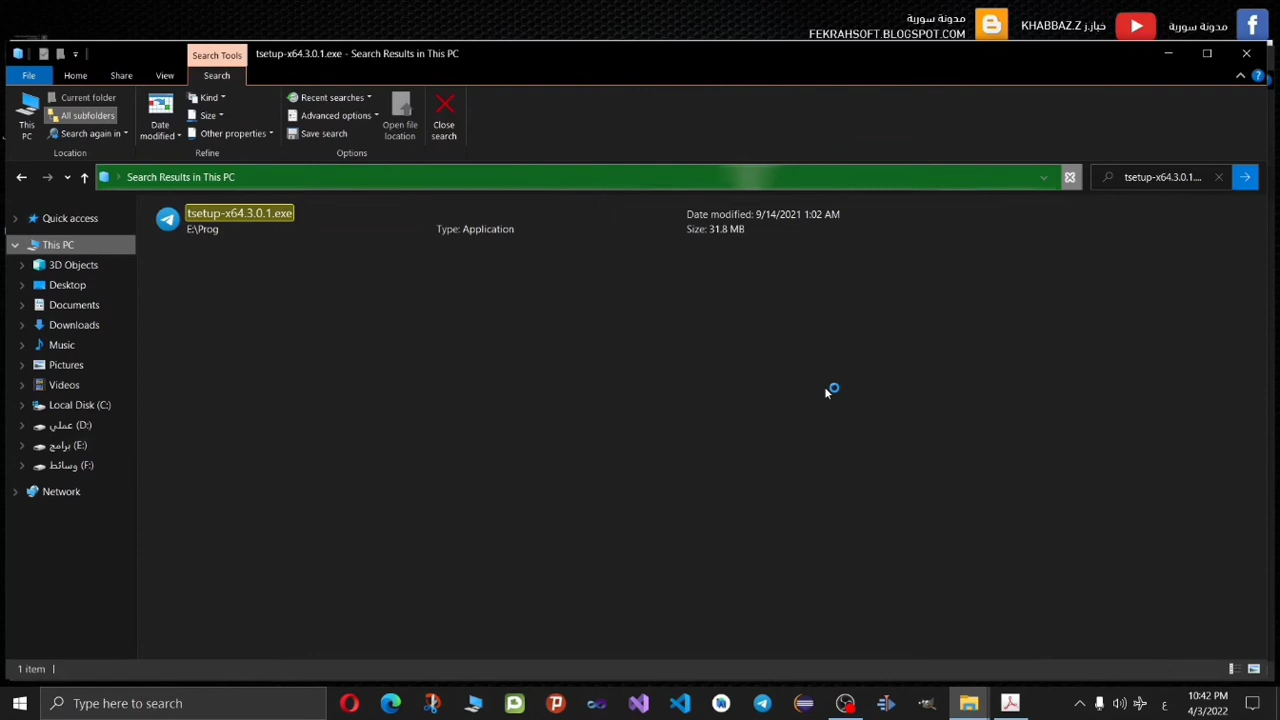 مدونة سورية
FEKRAHSOFT.BLOGSPOT.COM
خباز.ز KHABBAZ.Z
مدونة سورية
Search Tools
tsetup-x64.3.0.1.exe - Search Results in This PC
File
Home
Share
View
Search
This PC
Current folder
All subfolders
Search again in
Location
Date modified
Kind
Size
Other properties
Refine
Recent searches
Advanced options
Save search
Options
Open file location
Close search
Search Results in This PC
tsetup-x64.3.0.1....
Quick access
This PC
3D Objects
Desktop
Documents
Downloads
Music
Pictures
Videos
Local Disk (C:)
عملي (D:)
برامج (E:)
وسائط (F:)
Network
tsetup-x64.3.0.1.exe
E:\Prog
Type: Application
Date modified: 9/14/2021 1:02 AM
Size: 31.8 MB
1 item
Type here to search
ع
10:42 PM
4/3/2022